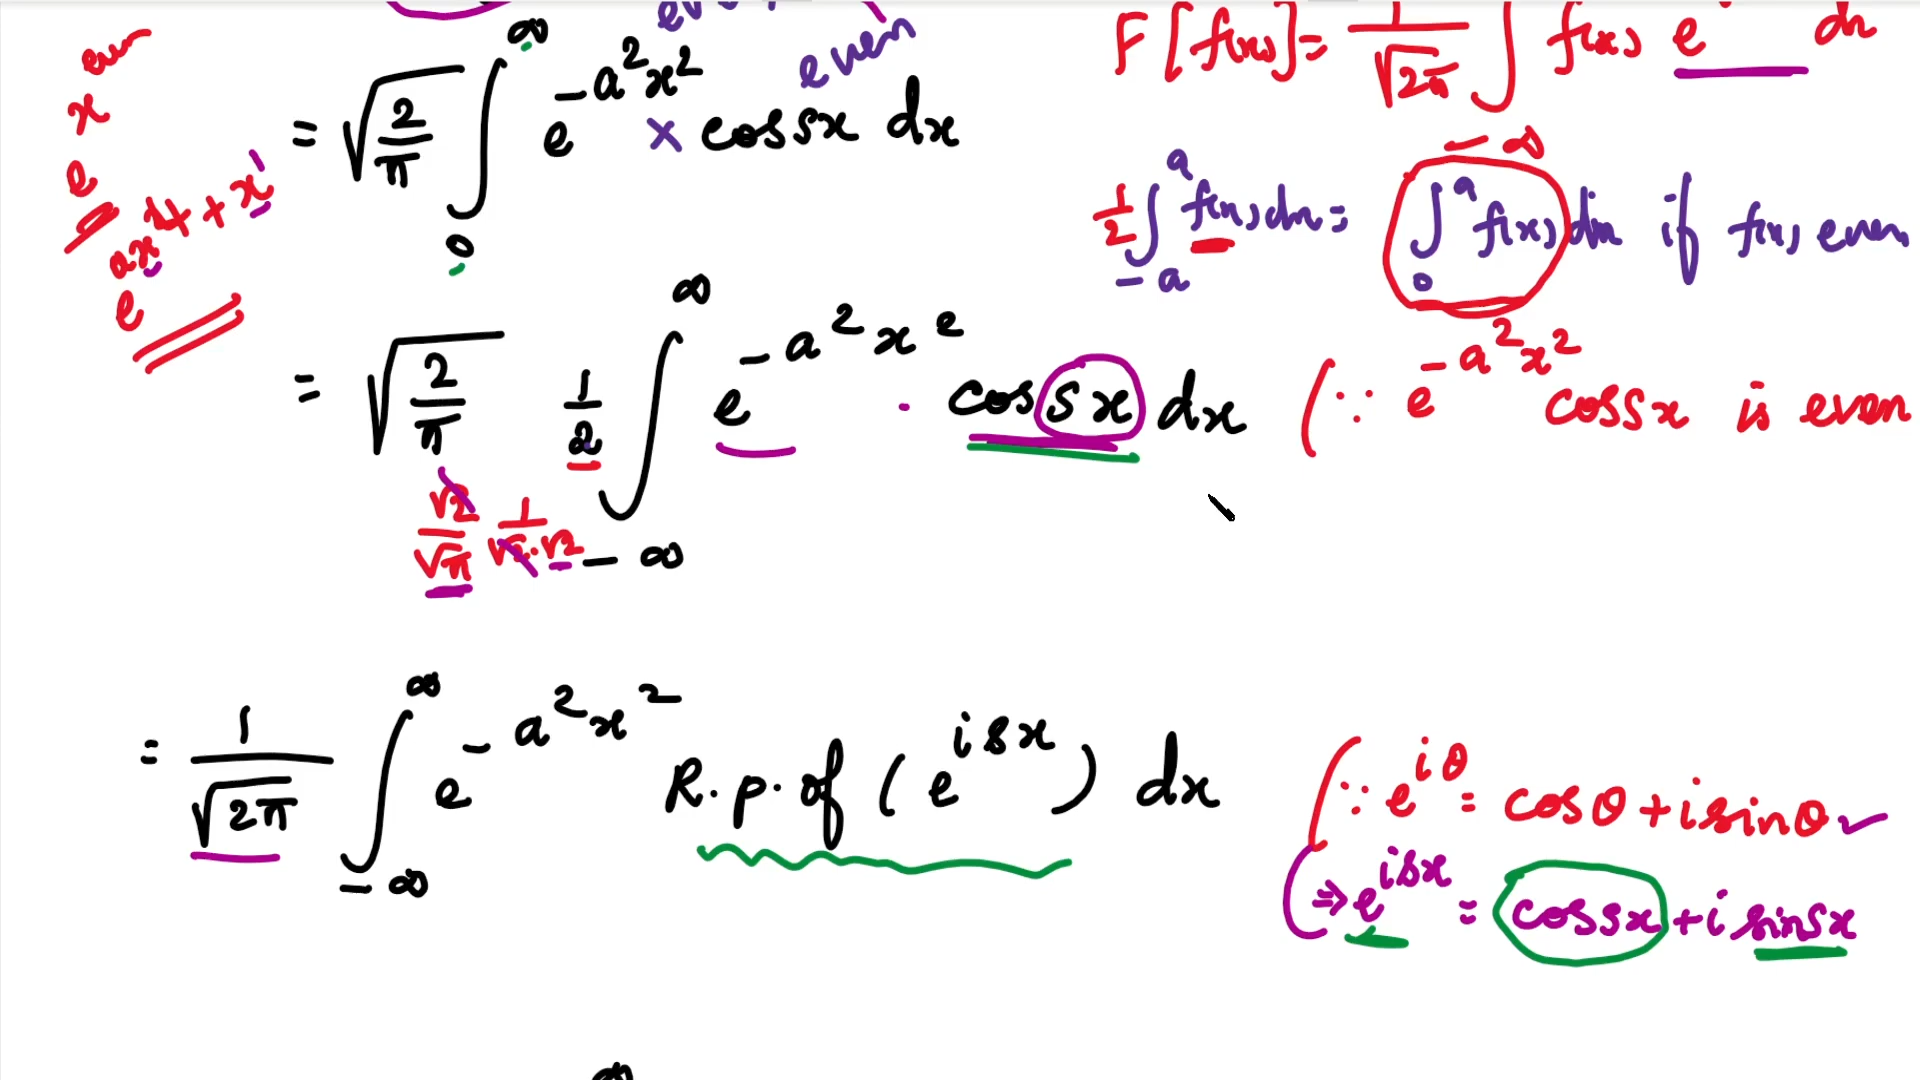 F[f(x)] = 1/√2π ∫ f(x) e dx
-∞
even
= √(2/π) ∫₀^∞ e^(-a²x²) × cos sx dx
even
x
e
e^(ax⁴+x¹)
1/2 ∫₋ₐ^a f(x) dx = ∫₀^a f(x) dx if f(x) even
= √(2/π) 1/2 ∫₋∞^∞ e^(-a²x²) · cos sx dx (∵ e^(-a²x²) cos sx is even
√2/√π 1/(√2·√2)
= 1/√2π ∫₋∞^∞ e^(-a²x²) R.p.of (e^(isx)) dx (∵ e^(iθ) = cosθ + i sinθ ✓
⇒ e^(isx) = cos sx + i sin sx
∞